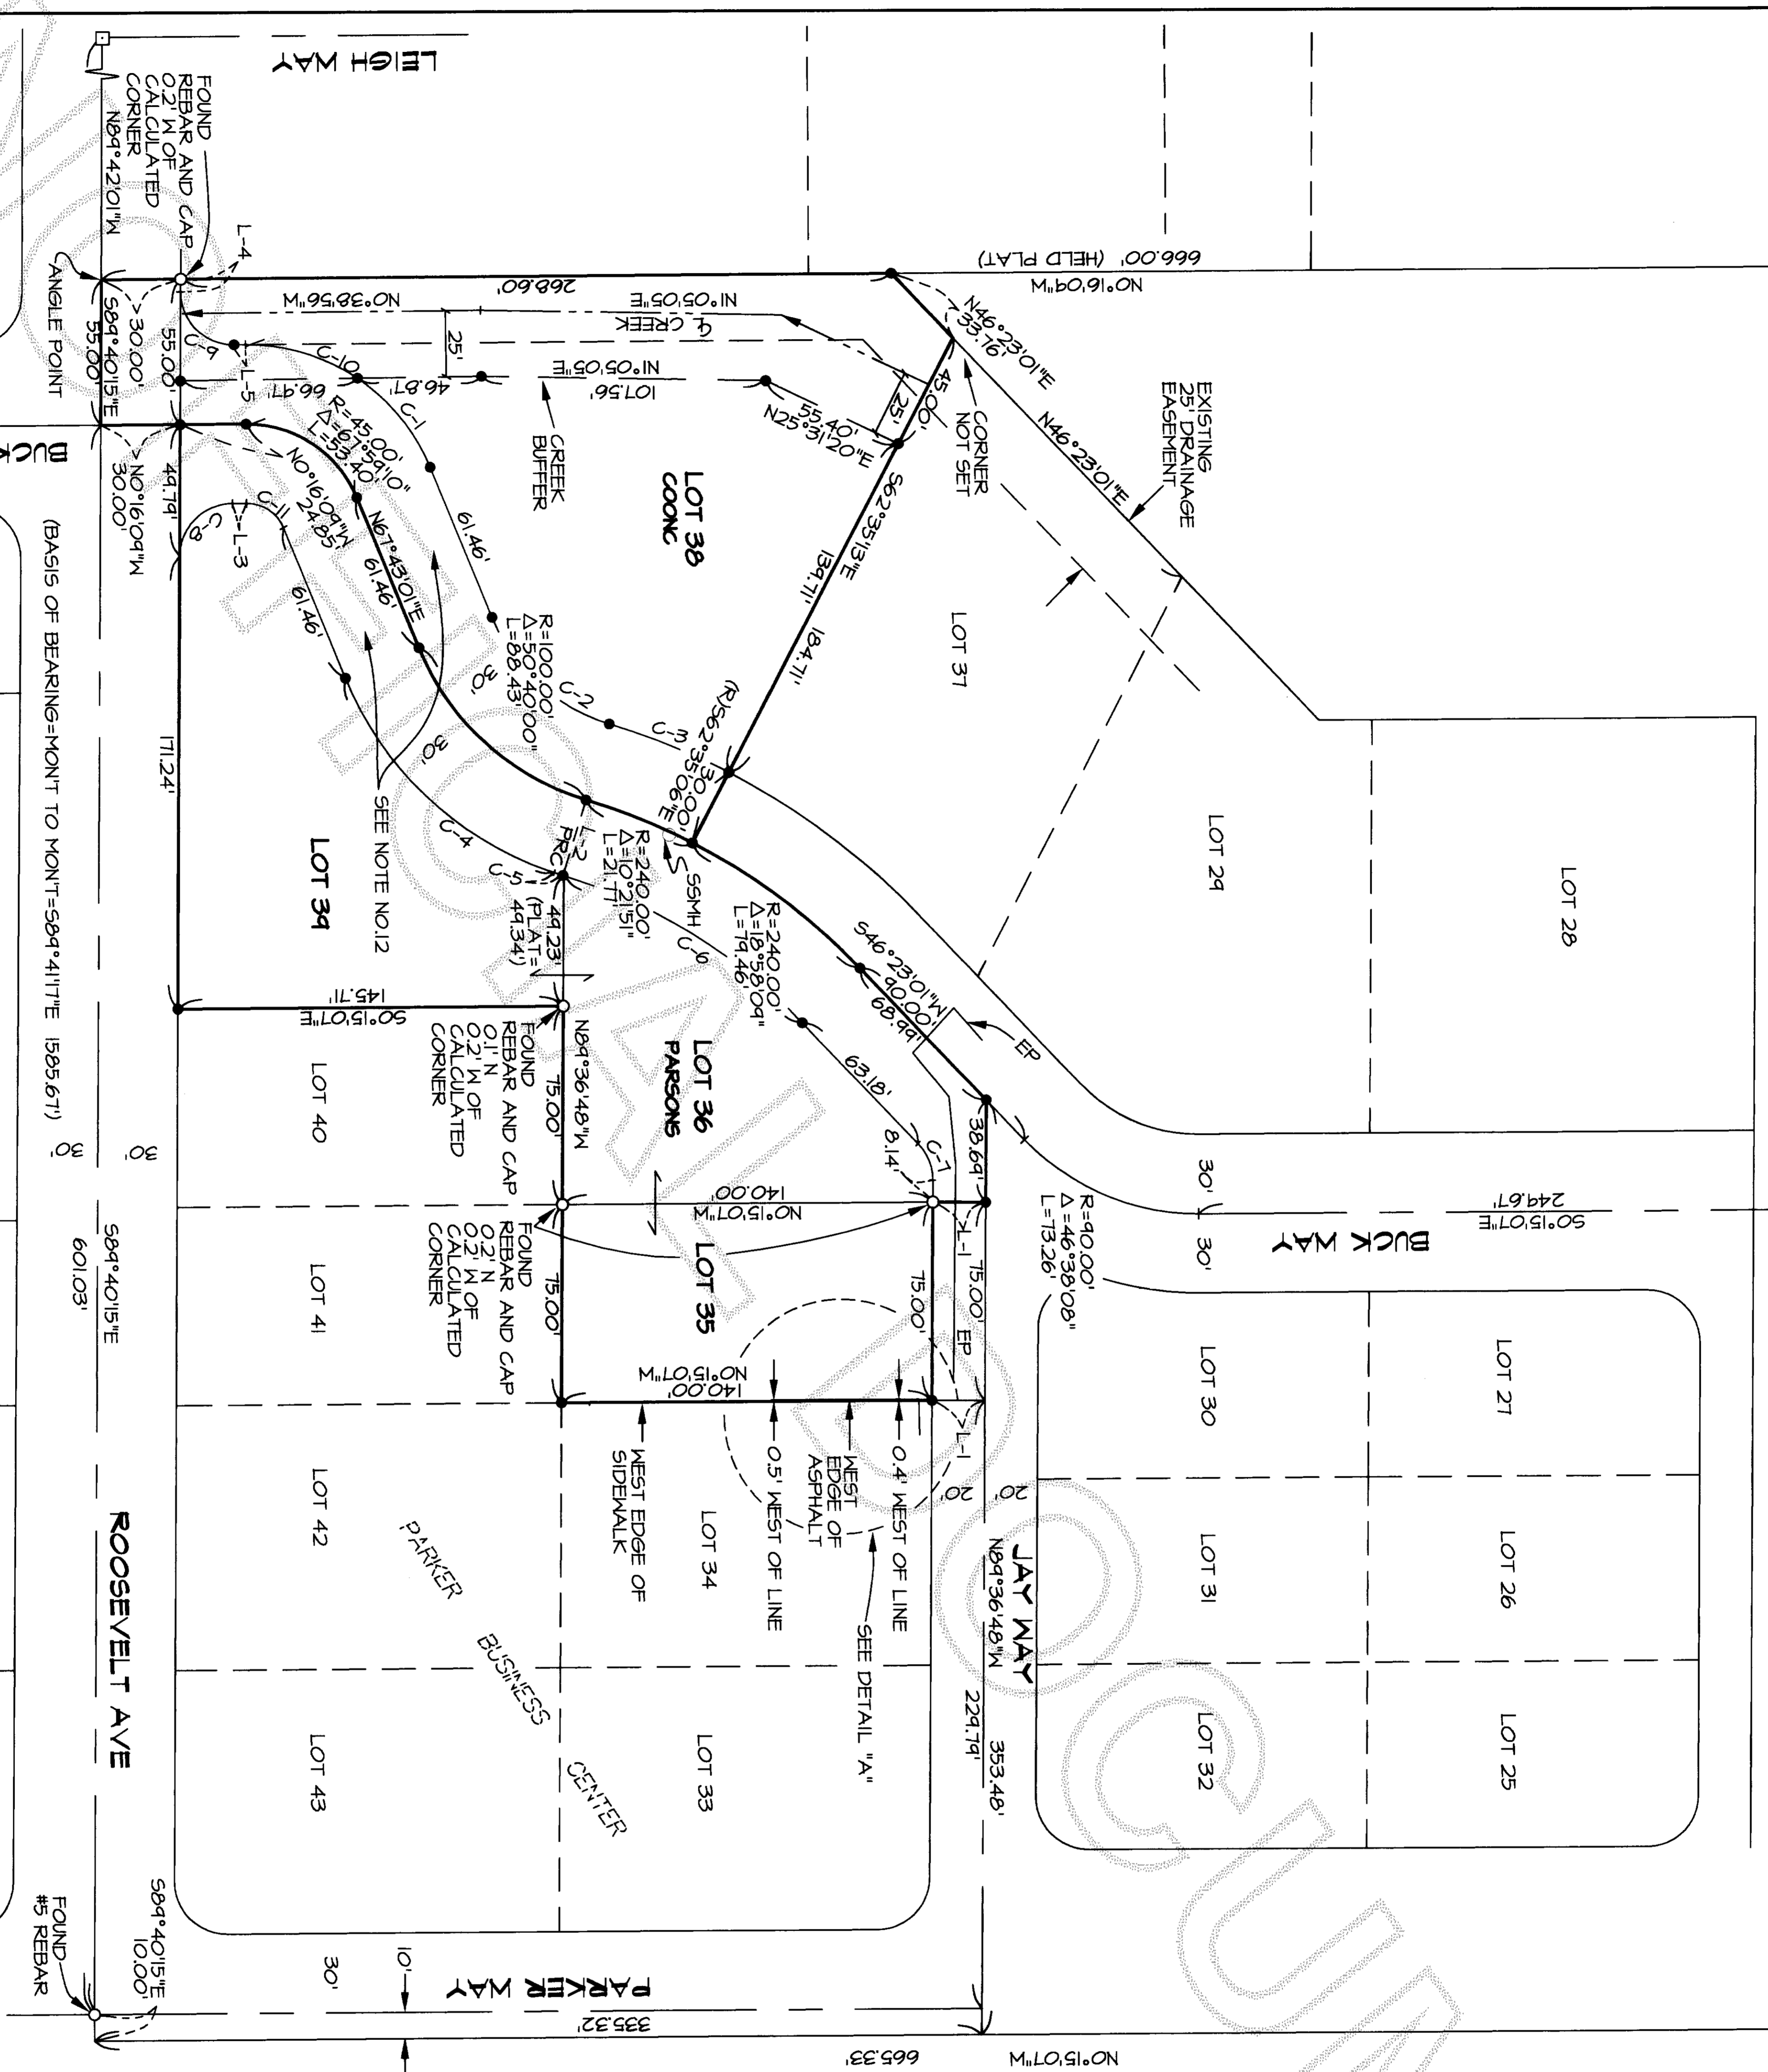 LEIGH WAY
FOUND
REBAR AND CAP
0.2' W OF
CALCULATED
CORNER
N89°42'01"W
L-4
ANGLE POINT
S89°40'15"E
55.00'
>30.00'
55.00'
C-9
L-5
C-10
66.97'
46.87'
C-1
N0°38'56"W
268.60'
25'
N1°05'05"E
℄ CREEK
N1°05'05"E
107.56'
CREEK
BUFFER
55.40'
N25°31'20"E
25'
45.00'
CORNER
NOT SET
N46°23'01"E
33.76'
666.00' (HELD PLAT)
N0°16'09"W
EXISTING
25' DRAINAGE
EASEMENT
N46°23'01"E
S62°35'13"E
139.71'
184.71'
LOT 38
COONC
LOT 37
LOT 29
LOT 28
BUCK
>N0°16'09"W
30.00'
49.79'
N0°16'09"W
24.85'
R=45.00'
Δ=67°59'10"
L=53.40'
N67°43'01"E
61.46'
61.46'
C-11
L-3
C-8
61.46'
30'
30'
R=100.00'
Δ=50°40'00"
L=88.43'
C-2
C-3
(R)S62°35'06"E
30.00'
SEE NOTE NO.12
C-4
171.24'
LOT 39
(BASIS OF BEARING=MON'T TO MON'T=S89°41'17"E 1585.67')
L-2
PRC
C-5
49.23'
(PLAT=
49.34')
R=240.00'
Δ=10°21'51"
L=21.77'
SSMH
C-6
R=240.00'
Δ=18°58'09"
L=79.46'
S46°23'01"W
90.00'
68.99'
EP
63.18'
C-7
8.14'
38.69'
145.71'
S0°15'07"E
FOUND
REBAR AND CAP
0.1' N
0.2' W OF
CALCULATED
CORNER
N89°36'48"W
75.00'
LOT 36
PARSONS
140.00'
N0°15'07"W
L-1
LOT 40
30'
30'
S89°40'15"E
601.03'
R=90.00'
Δ=46°38'08"
L=73.26'
30'
30'
249.67'
S0°15'07"E
BUCK WAY
LOT 41
FOUND
REBAR AND CAP
0.2' N
0.2' W OF
CALCULATED
CORNER
75.00'
LOT 35
75.00'
75.00'
EP
140.00'
N0°15'07"W
L-1
20'
20'
WEST EDGE OF
SIDEWALK
0.5' WEST OF LINE
WEST
EDGE OF
ASPHALT
0.4' WEST OF LINE
SEE DETAIL "A"
LOT 42
LOT 34
LOT 30
LOT 27
LOT 31
LOT 26
JAY WAY
N89°36'48"W
353.48'
229.79'
LOT 32
LOT 25
ROOSEVELT AVE
PARKER
BUSINESS
CENTER
LOT 43
LOT 33
S89°40'15"E
10.00'
FOUND
#5 REBAR
30'
10'
PARKER WAY
335.32'
665.33'
N0°15'07"W